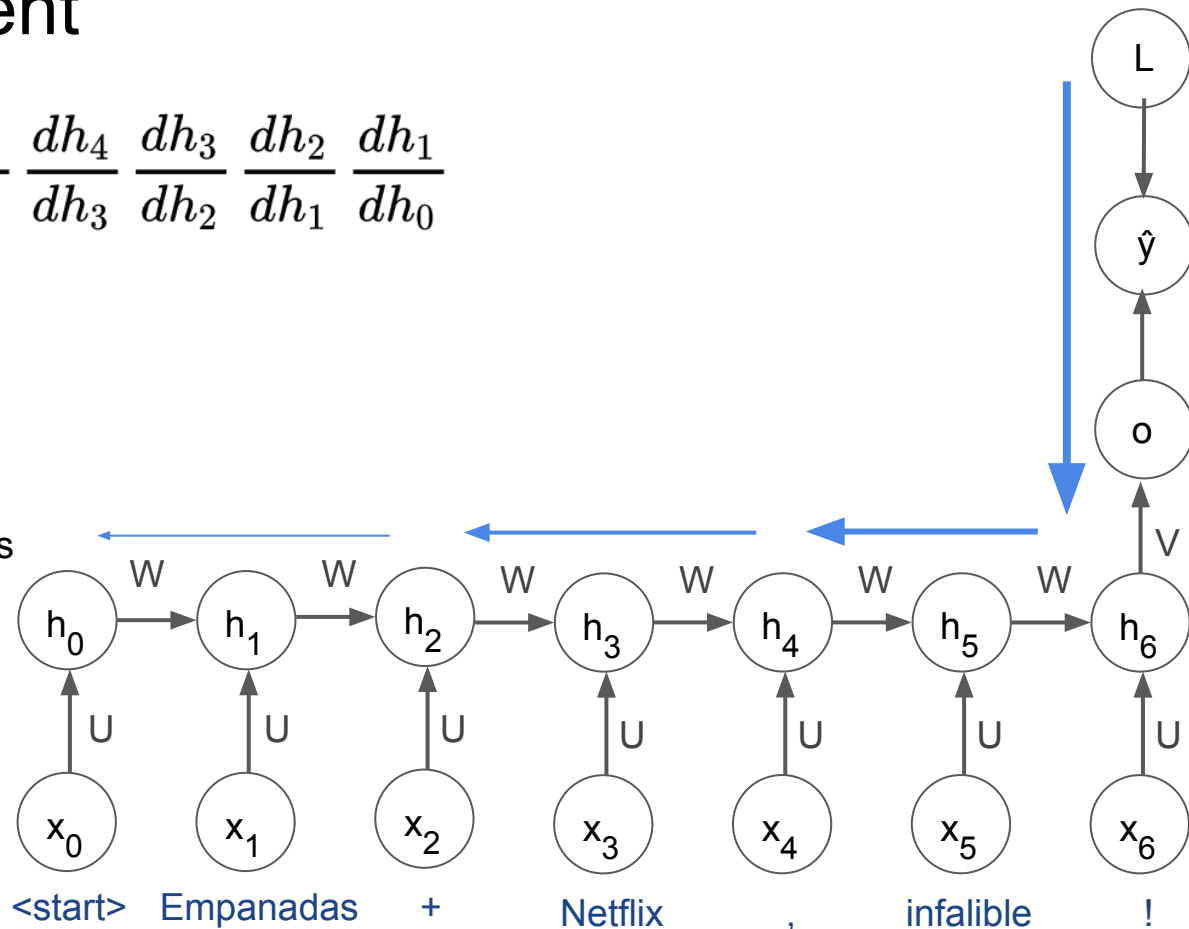 ent
dh₄/dh₃ dh₃/dh₂ dh₂/dh₁ dh₁/dh₀
L
ŷ
o
V
s
W W W W W W
h₀ h₁ h₂ h₃ h₄ h₅ h₆
U U U U U U U
x₀ x₁ x₂ x₃ x₄ x₅ x₆
<start> Empanadas + Netflix , infalible !